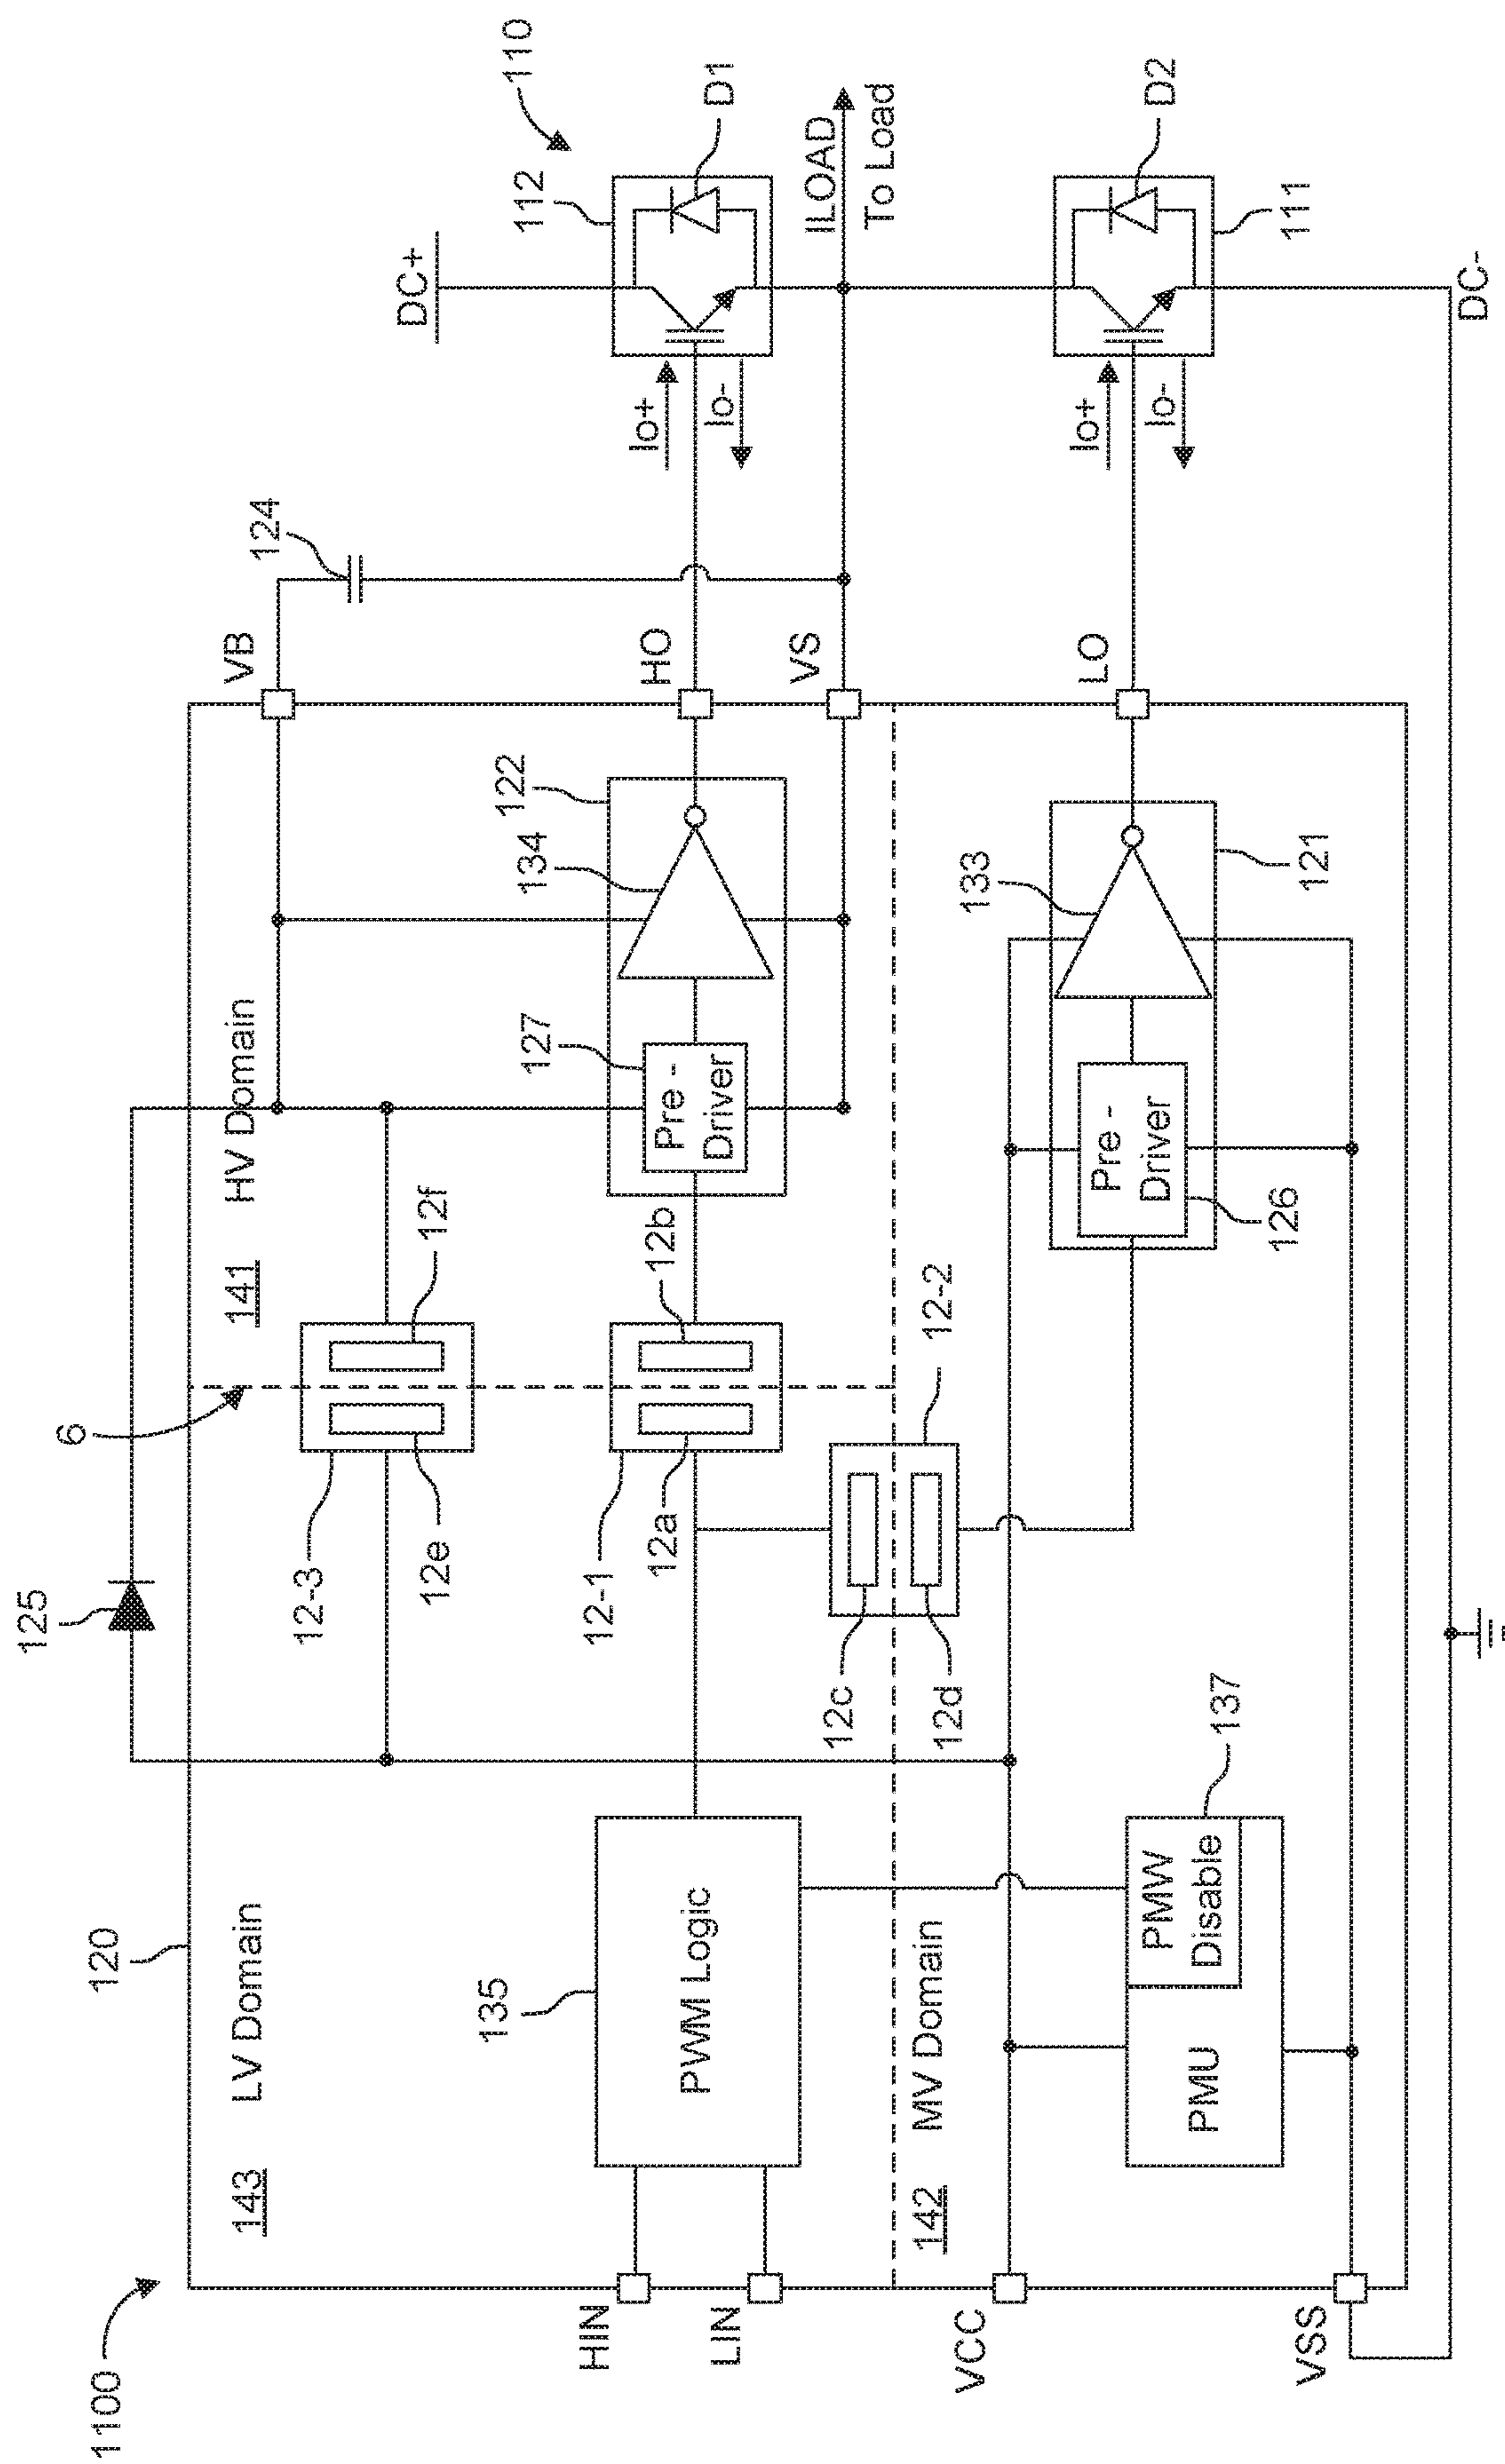 1100
120
125
6
LV Domain
143
HV Domain
141
VB
124
DC+
110
112
D1
12-3
12e
12f
12-1
12a
12b
127
Pre -
Driver
134
122
HO
Io+
Io-
VS
ILOAD
To Load
HIN
LIN
135
PWM Logic
12c
12d
12-2
MV Domain
142
VCC
VSS
PMU
PMW
Disable
137
Pre -
Driver
126
133
121
LO
Io+
Io-
D2
111
DC-